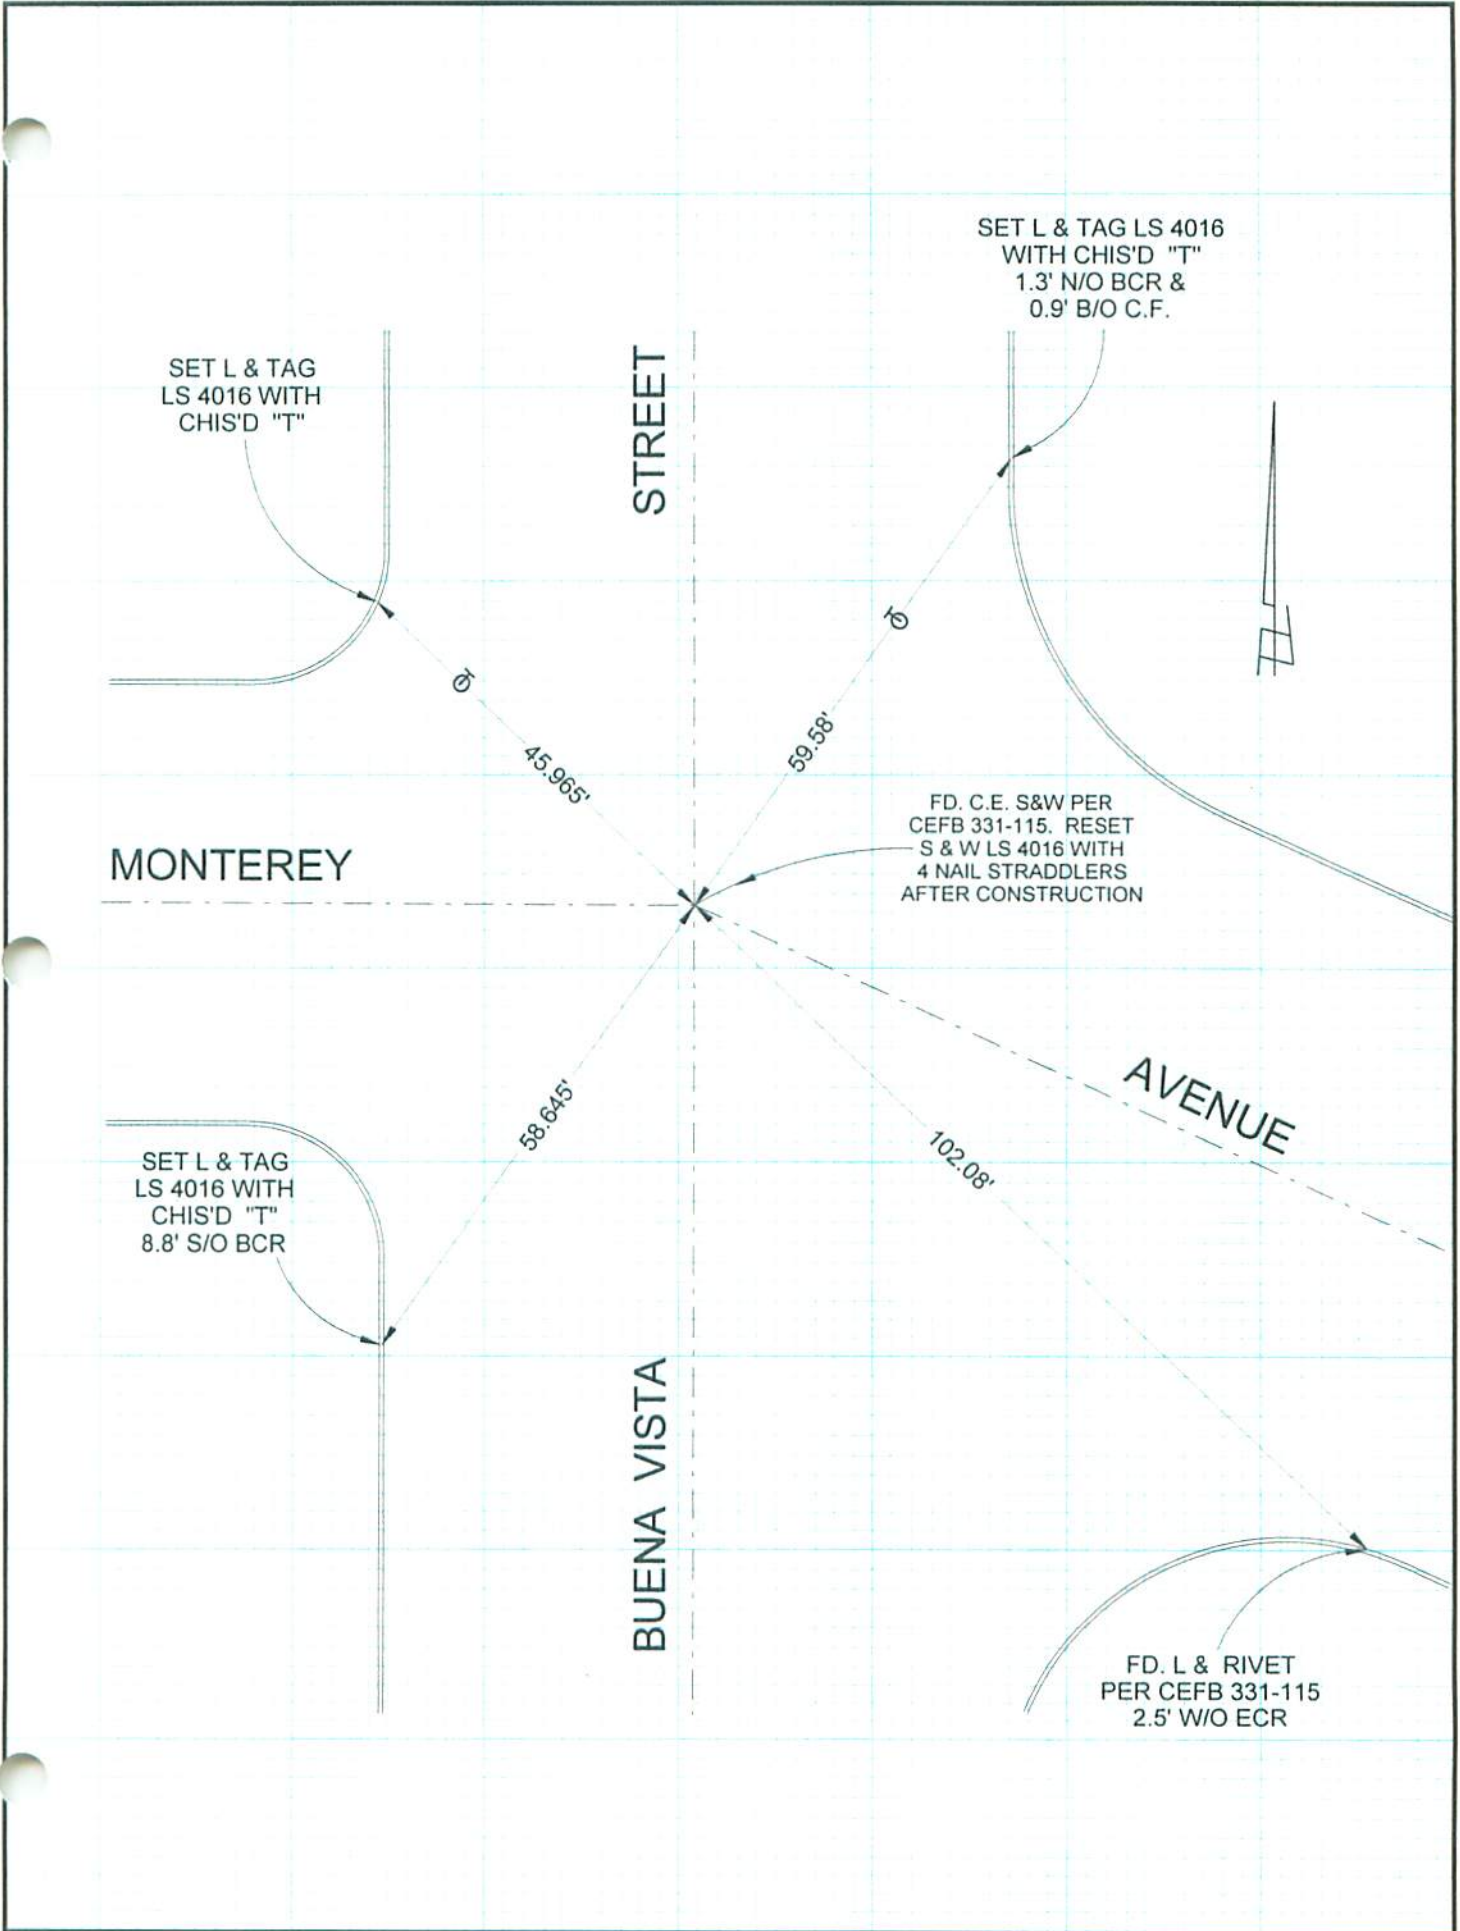 SET L & TAG LS 4016
WITH CHIS'D "T"
1.3' N/O BCR &
0.9' B/O C.F.
SET L & TAG
LS 4016 WITH
CHIS'D "T"
STREET
45.965'
59.58'
FD. C.E. S&W PER
CEFB 331-115. RESET
S & W LS 4016 WITH
4 NAIL STRADDLERS
AFTER CONSTRUCTION
MONTEREY
AVENUE
58.645'
102.08'
SET L & TAG
LS 4016 WITH
CHIS'D "T"
8.8' S/O BCR
BUENA VISTA
FD. L & RIVET
PER CEFB 331-115
2.5' W/O ECR